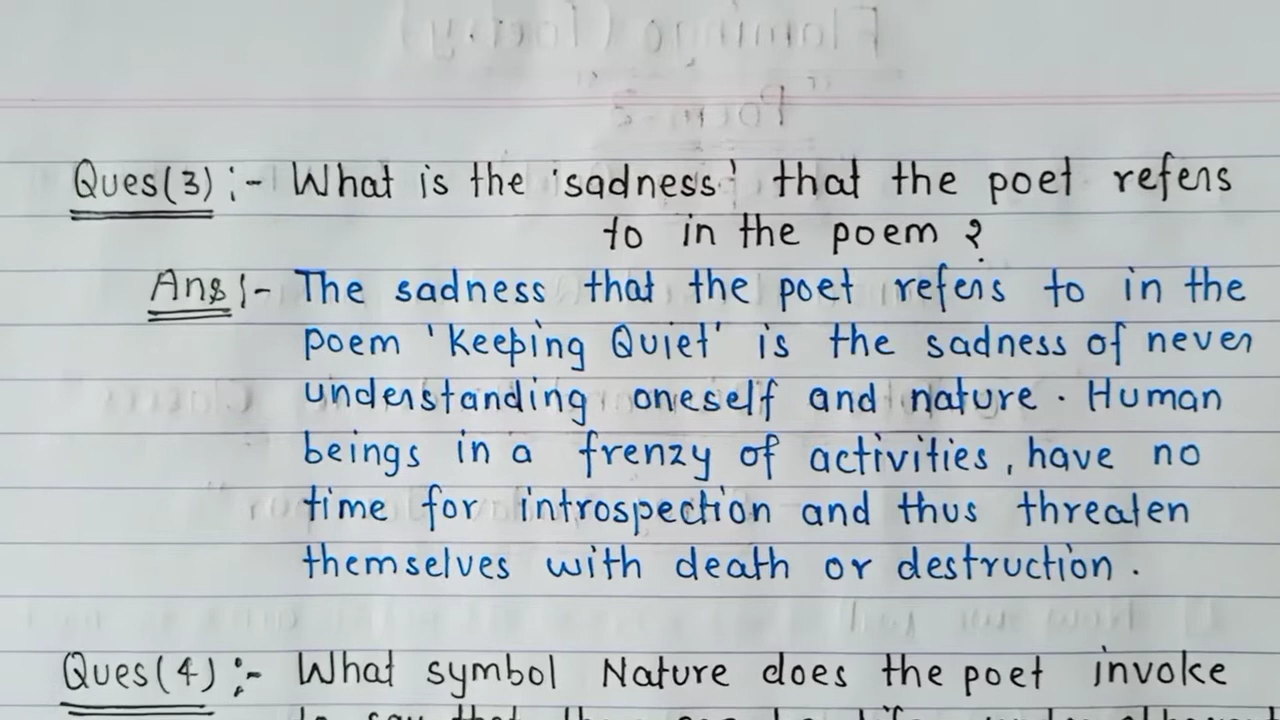 Ques(3) :- What is the 'sadness' that the poet refers
to in the poem ?
Ans :- The sadness that the poet refers to in the
poem 'Keeping Quiet' is the sadness of never
understanding oneself and nature. Human
beings in a frenzy of activities, have no
time for introspection and thus threaten
themselves with death or destruction.
Ques(4) :- What symbol Nature does the poet invoke